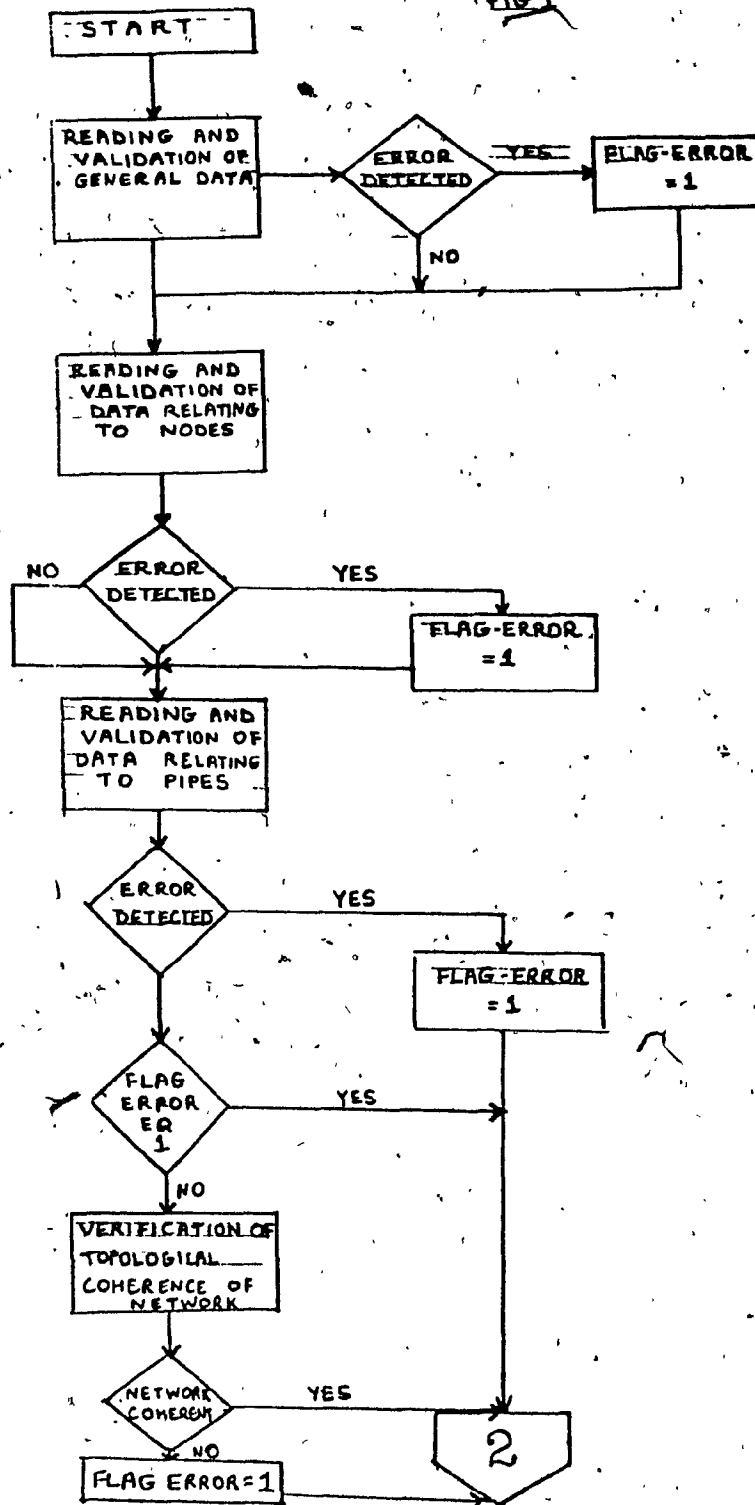 FIG 1
START
READING AND
VALIDATION OF
GENERAL DATA
ERROR
DETECTED
YES
FLAG-ERROR
= 1
NO
READING AND
VALIDATION OF
DATA RELATING
TO NODES
NO
ERROR
DETECTED
YES
FLAG-ERROR
= 1
READING AND
VALIDATION OF
DATA RELATING
TO PIPES
ERROR
DETECTED
YES
FLAG-ERROR
= 1
FLAG
ERROR
EQ
1
YES
NO
VERIFICATION OF
TOPOLOGICAL
COHERENCE OF
NETWORK
NETWORK
COHERENT
YES
2
NO
FLAG ERROR = 1